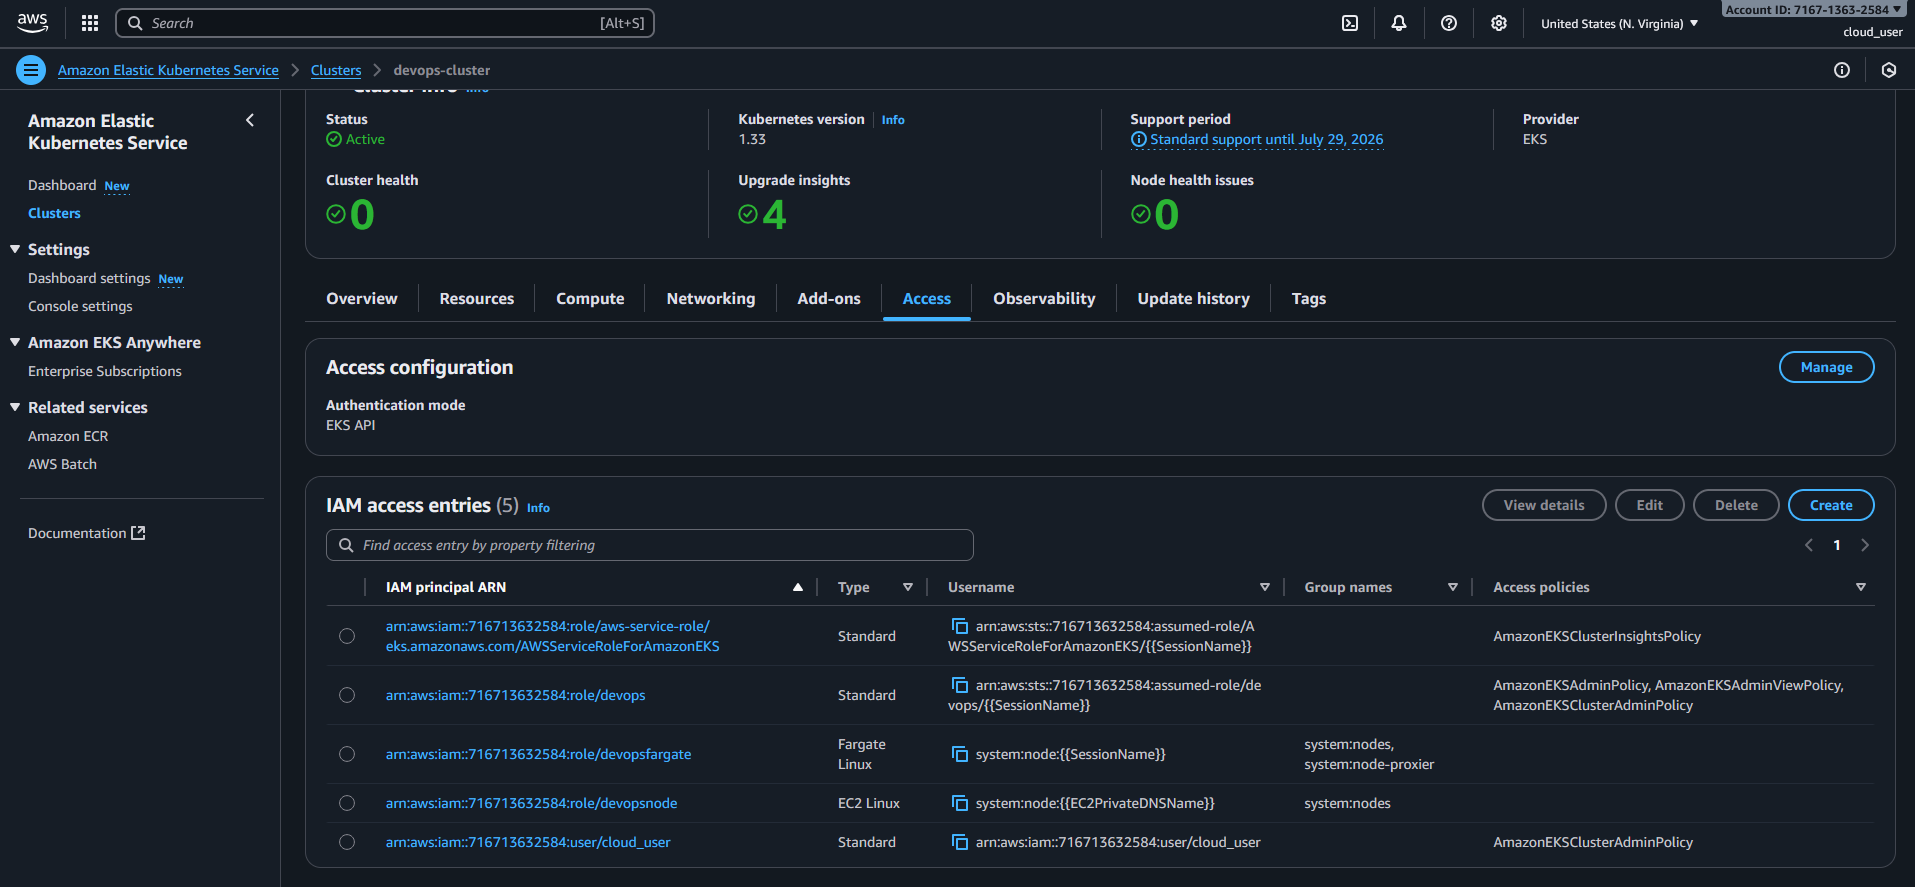 aws
Search
[Alt+S]
United States (N. Virginia)
Account ID: 7167-1363-2584
cloud_user
Amazon Elastic Kubernetes Service
Clusters
devops-cluster
Amazon Elastic
Kubernetes Service
Dashboard New
Clusters
Settings
Dashboard settings New
Console settings
Amazon EKS Anywhere
Enterprise Subscriptions
Related services
Amazon ECR
AWS Batch
Documentation
Cluster info Info
Status
Active
Kubernetes version Info
1.33
Support period
Standard support until July 29, 2026
Provider
EKS
Cluster health
0
Upgrade insights
4
Node health issues
0
Overview
Resources
Compute
Networking
Add-ons
Access
Observability
Update history
Tags
Access configuration
Manage
Authentication mode
EKS API
IAM access entries (5) Info
View details
Edit
Delete
Create
Find access entry by property filtering
1
IAM principal ARN
Type
Username
Group names
Access policies
arn:aws:iam::716713632584:role/aws-service-role/
eks.amazonaws.com/AWSServiceRoleForAmazonEKS
Standard
arn:aws:sts::716713632584:assumed-role/A
WSServiceRoleForAmazonEKS/{{SessionName}}
AmazonEKSClusterInsightsPolicy
arn:aws:iam::716713632584:role/devops
Standard
arn:aws:sts::716713632584:assumed-role/de
vops/{{SessionName}}
AmazonEKSAdminPolicy, AmazonEKSAdminViewPolicy,
AmazonEKSClusterAdminPolicy
arn:aws:iam::716713632584:role/devopsfargate
Fargate
Linux
system:node:{{SessionName}}
system:nodes,
system:node-proxier
arn:aws:iam::716713632584:role/devopsnode
EC2 Linux
system:node:{{EC2PrivateDNSName}}
system:nodes
arn:aws:iam::716713632584:user/cloud_user
Standard
arn:aws:iam::716713632584:user/cloud_user
AmazonEKSClusterAdminPolicy